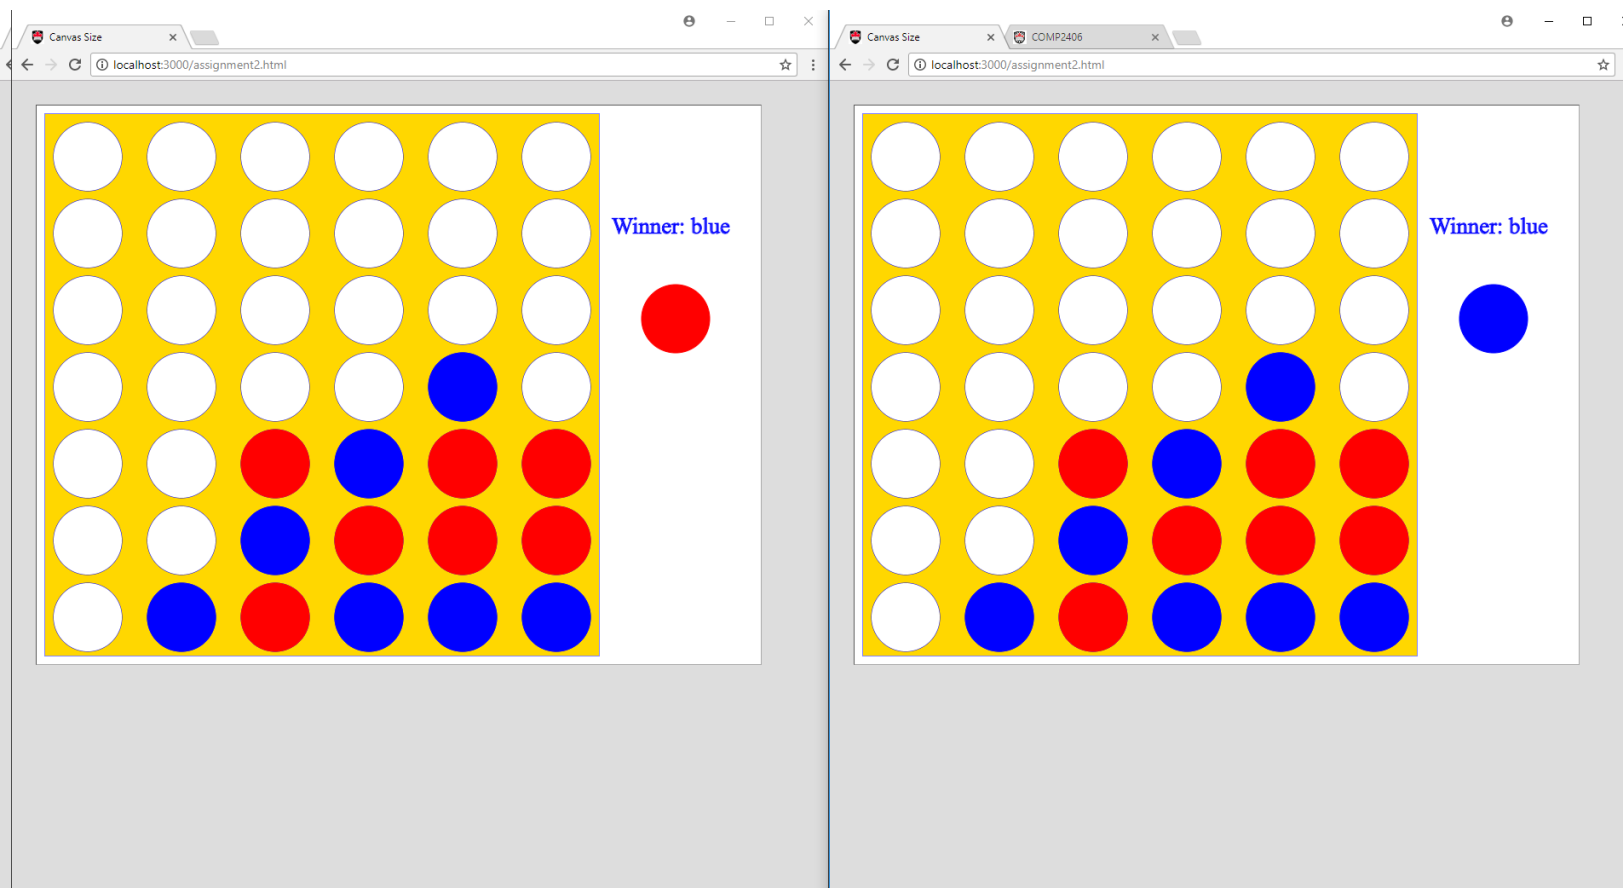 Canvas Size
localhost:3000/assignment2.html
Winner: blue
Canvas Size
COMP2406
localhost:3000/assignment2.html
Winner: blue